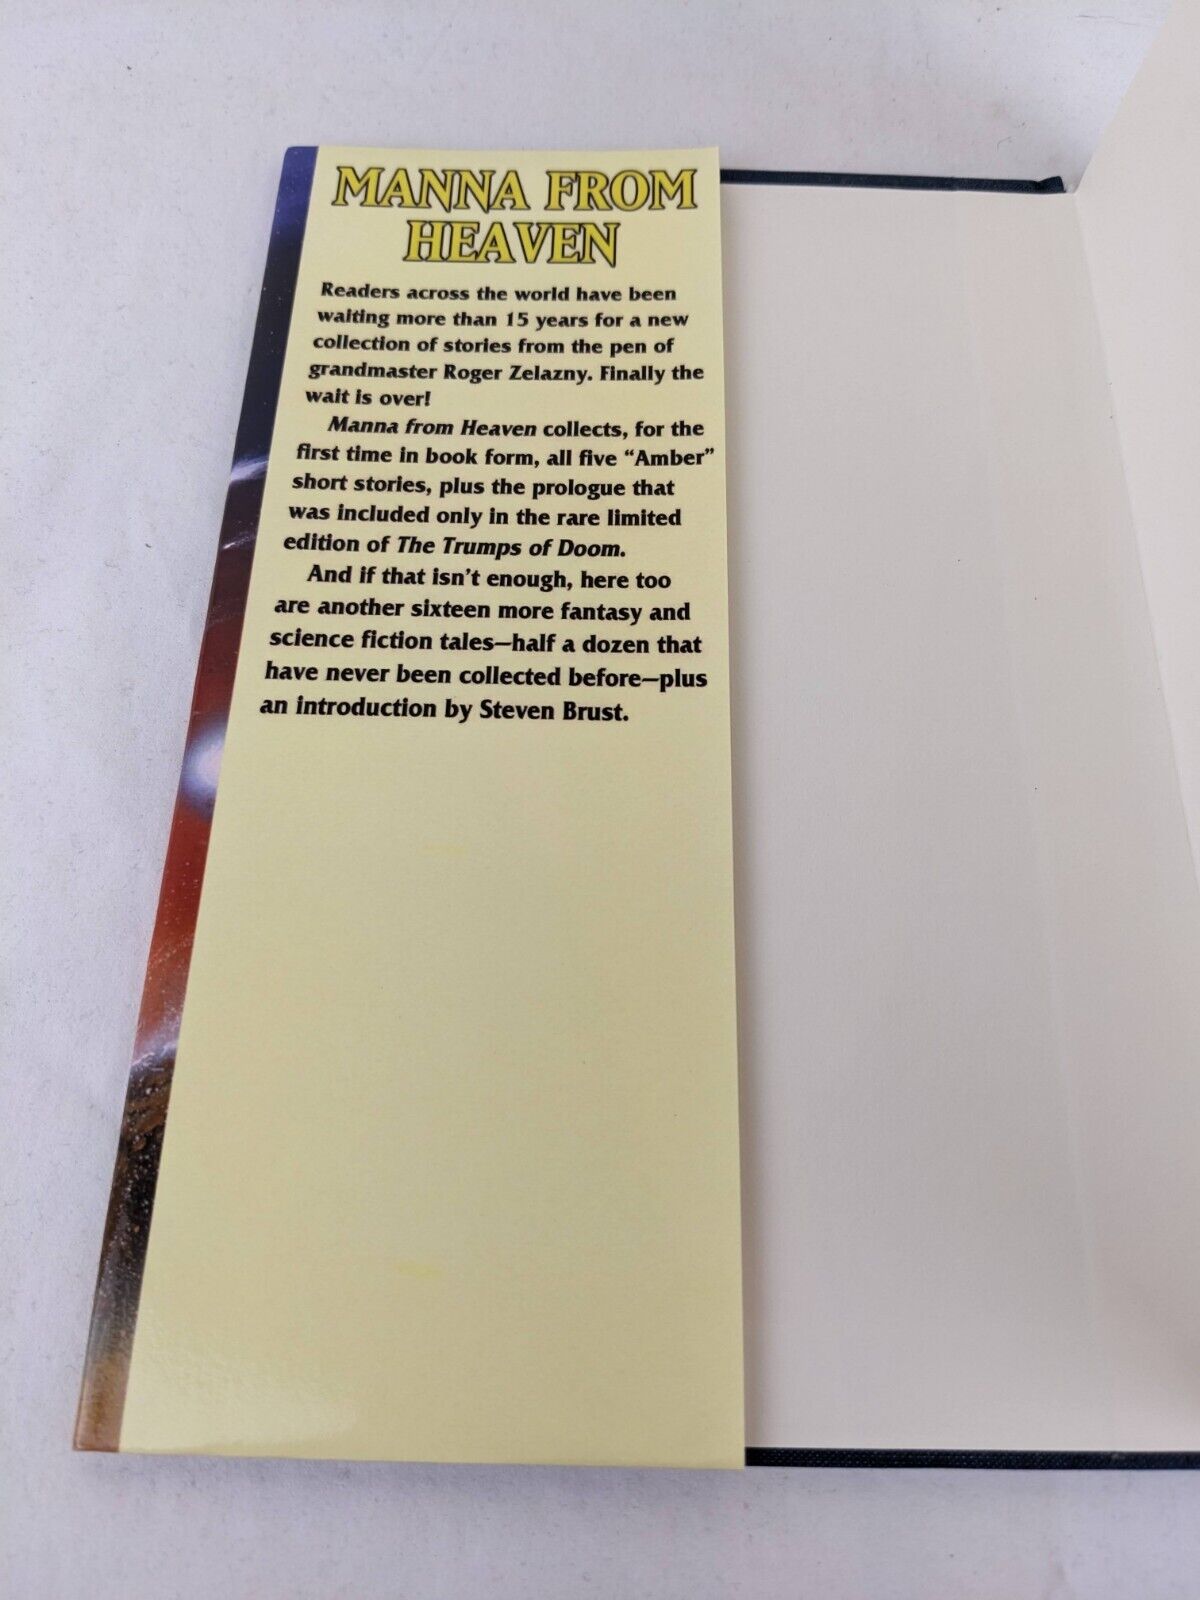 MANNA FROM
HEAVEN
Readers across the world have been
waiting more than 15 years for a new
collection of stories from the pen of
grandmaster Roger Zelazny. Finally the
wait is over!
Manna from Heaven collects, for the
first time in book form, all five “Amber”
short stories, plus the prologue that
was included only in the rare limited
edition of The Trumps of Doom.
And if that isn’t enough, here too
are another sixteen more fantasy and
science fiction tales—half a dozen that
have never been collected before—plus
an introduction by Steven Brust.